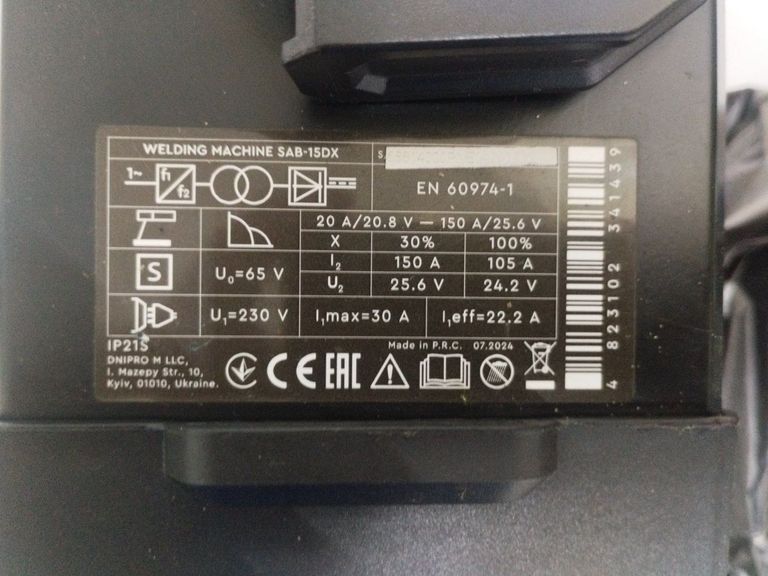 WELDING MACHINE SAB-15DX
1~ f₁ f₂
EN 60974-1
20 A/20.8 V — 150 A/25.6 V
X 30% 100%
I₂ 150 A 105 A
S U₀=65 V U₂ 25.6 V 24.2 V
U₁=230 V I₁max=30 A I₁eff=22.2 A
IP21S
DNIPRO M LLC,
I. Mazepy Str., 10,
Kyiv, 01010, Ukraine.
CE EAC
Made in P.R.C. 07.2024
4 823102 341439